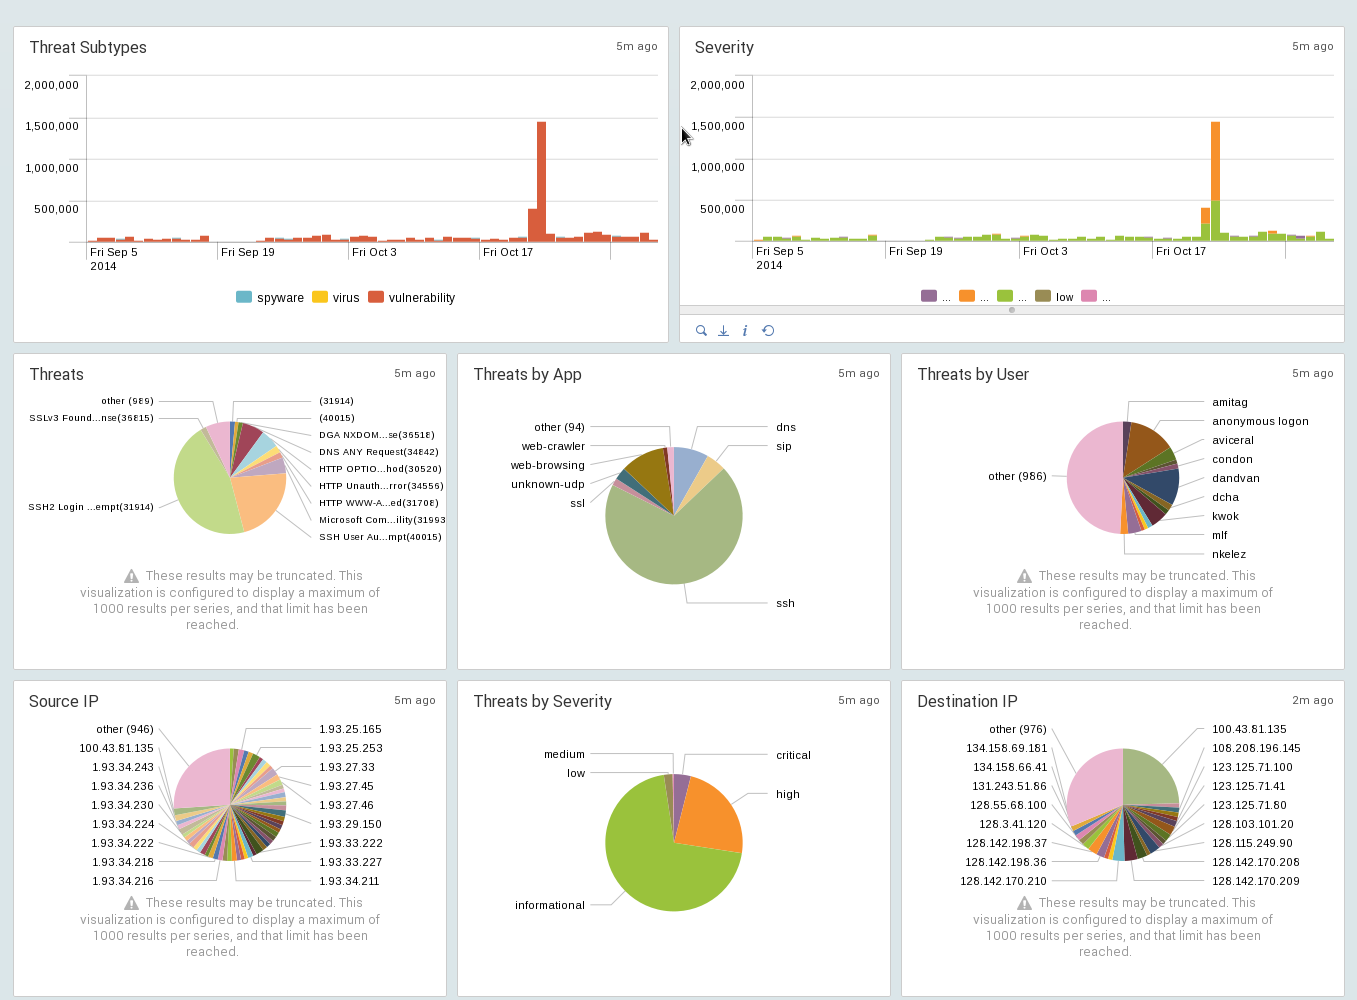 Threat Subtypes
5m ago
2,000,000
1,500,000
1,000,000
500,000
Fri Sep 5
2014
Fri Sep 19
Fri Oct 3
Fri Oct 17
spyware
virus
vulnerability
Severity
5m ago
2,000,000
1,500,000
1,000,000
500,000
Fri Sep 5
2014
Fri Sep 19
Fri Oct 3
Fri Oct 17
...
...
...
low
...
i
Threats
5m ago
other (989)
SSLv3 Found...nse(36815)
SSH2 Login ...empt(31914)
(31914)
(40015)
DGA NXDOM...se(36518)
DNS ANY Request(34842)
HTTP OPTIO...hod(30520)
HTTP Unauth...rror(34556)
HTTP WWW-A...ed(31708)
Microsoft Com...ility(31993
SSH User Au...mpt(40015)
These results may be truncated. This
visualization is configured to display a maximum of
1000 results per series, and that limit has been
reached.
Threats by App
5m ago
other (94)
web-crawler
web-browsing
unknown-udp
ssl
dns
sip
ssh
Threats by User
5m ago
other (986)
amitag
anonymous logon
aviceral
condon
dandvan
dcha
kwok
mlf
nkelez
These results may be truncated. This
visualization is configured to display a maximum of
1000 results per series, and that limit has been
reached.
Source IP
5m ago
other (946)
100.43.81.135
1.93.34.243
1.93.34.236
1.93.34.230
1.93.34.224
1.93.34.222
1.93.34.218
1.93.34.216
1.93.25.165
1.93.25.253
1.93.27.33
1.93.27.45
1.93.27.46
1.93.29.150
1.93.33.222
1.93.33.227
1.93.34.211
These results may be truncated. This
visualization is configured to display a maximum of
1000 results per series, and that limit has been
reached.
Threats by Severity
5m ago
medium
low
informational
critical
high
Destination IP
2m ago
other (976)
134.158.69.181
134.158.66.41
131.243.51.86
128.55.68.100
128.3.41.120
128.142.198.37
128.142.198.36
128.142.170.210
100.43.81.135
108.208.196.145
123.125.71.100
123.125.71.41
123.125.71.80
128.103.101.20
128.115.249.90
128.142.170.208
128.142.170.209
These results may be truncated. This
visualization is configured to display a maximum of
1000 results per series, and that limit has been
reached.